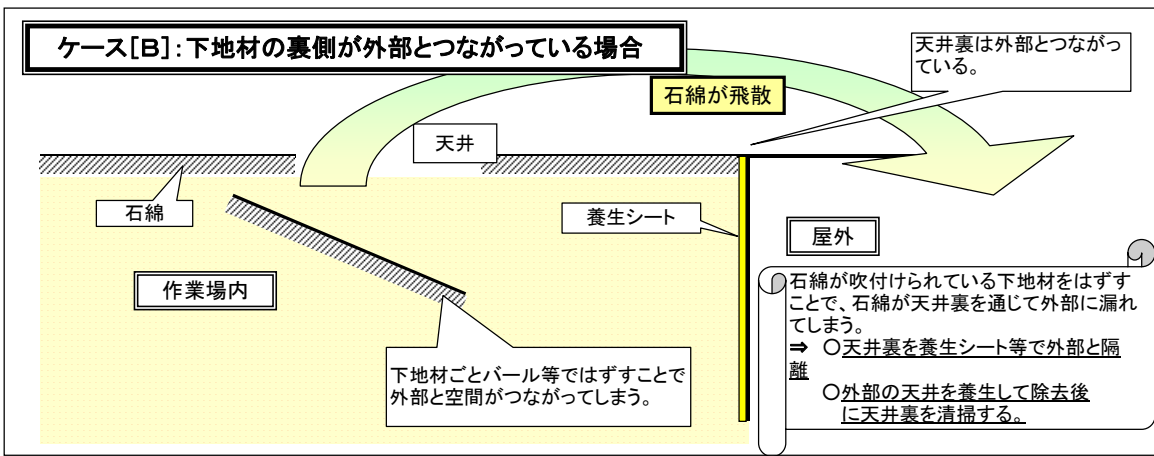 ケース[B]:下地材の裏側が外部とつながっている場合
天井裏は外部とつながっ
ている。
石綿が飛散
天井
石綿
養生シート
屋外
作業場内
石綿が吹付けられている下地材をはずす
ことで、石綿が天井裏を通じて外部に漏れ
てしまう。
⇒ ○天井裏を養生シート等で外部と隔
離
○外部の天井を養生して除去後
に天井裏を清掃する。
下地材ごとバール等ではずすことで
外部と空間がつながってしまう。